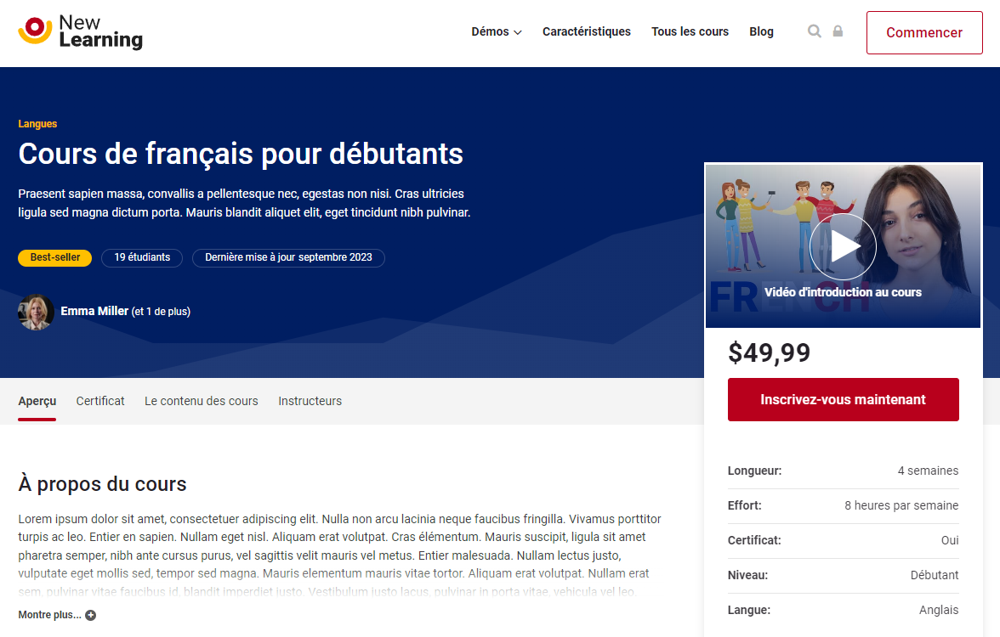 New
Learning
Démos
Caractéristiques
Tous les cours
Blog
Commencer
Langues
Cours de français pour débutants
Praesent sapien massa, convallis a pellentesque nec, egestas non nisi. Cras ultricies
ligula sed magna dictum porta. Mauris blandit aliquet elit, eget tincidunt nibh pulvinar.
Best-seller
19 étudiants
Dernière mise à jour septembre 2023
Emma Miller (et 1 de plus)
FRENCH
Vidéo d'introduction au cours
$49,99
Inscrivez-vous maintenant
Longueur: 4 semaines
Effort: 8 heures par semaine
Certificat: Oui
Niveau: Débutant
Langue: Anglais
Aperçu
Certificat
Le contenu des cours
Instructeurs
À propos du cours
Lorem ipsum dolor sit amet, consectetuer adipiscing elit. Nulla non arcu lacinia neque faucibus fringilla. Vivamus porttitor
turpis ac leo. Entier en sapien. Nullam eget nisl. Aliquam erat volutpat. Cras élémentum. Mauris suscipit, ligula sit amet
pharetra semper, nibh ante cursus purus, vel sagittis velit mauris vel metus. Entier malesuada. Nullam lectus justo,
vulputate eget mollis sed, tempor sed magna. Mauris elementum mauris vitae tortor. Aliquam erat volutpat. Nullam erat
sem, pulvinar vitae faucibus id, blandit imperdiet justo. Vestibulum justo lacus, pulvinar in porta vitae, vehicula vel leo.
Montre plus...